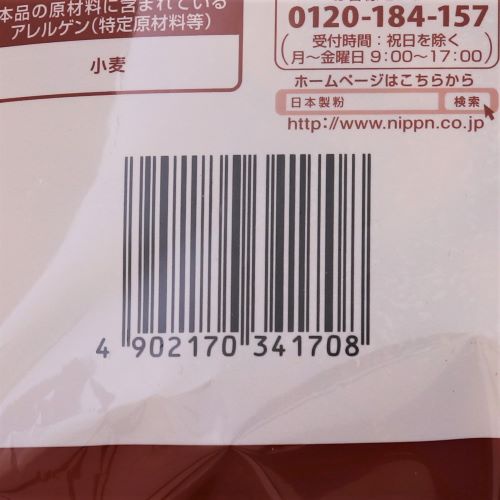 本品の原材料に含まれている
アレルゲン(特定原材料等)
小麦
0120-184-157
(受付時間:祝日を除く
月~金曜日 9:00~17:00)
ホームページはこちらから
日本製粉 検索
http://www.nippn.co.jp
4 902170 341708